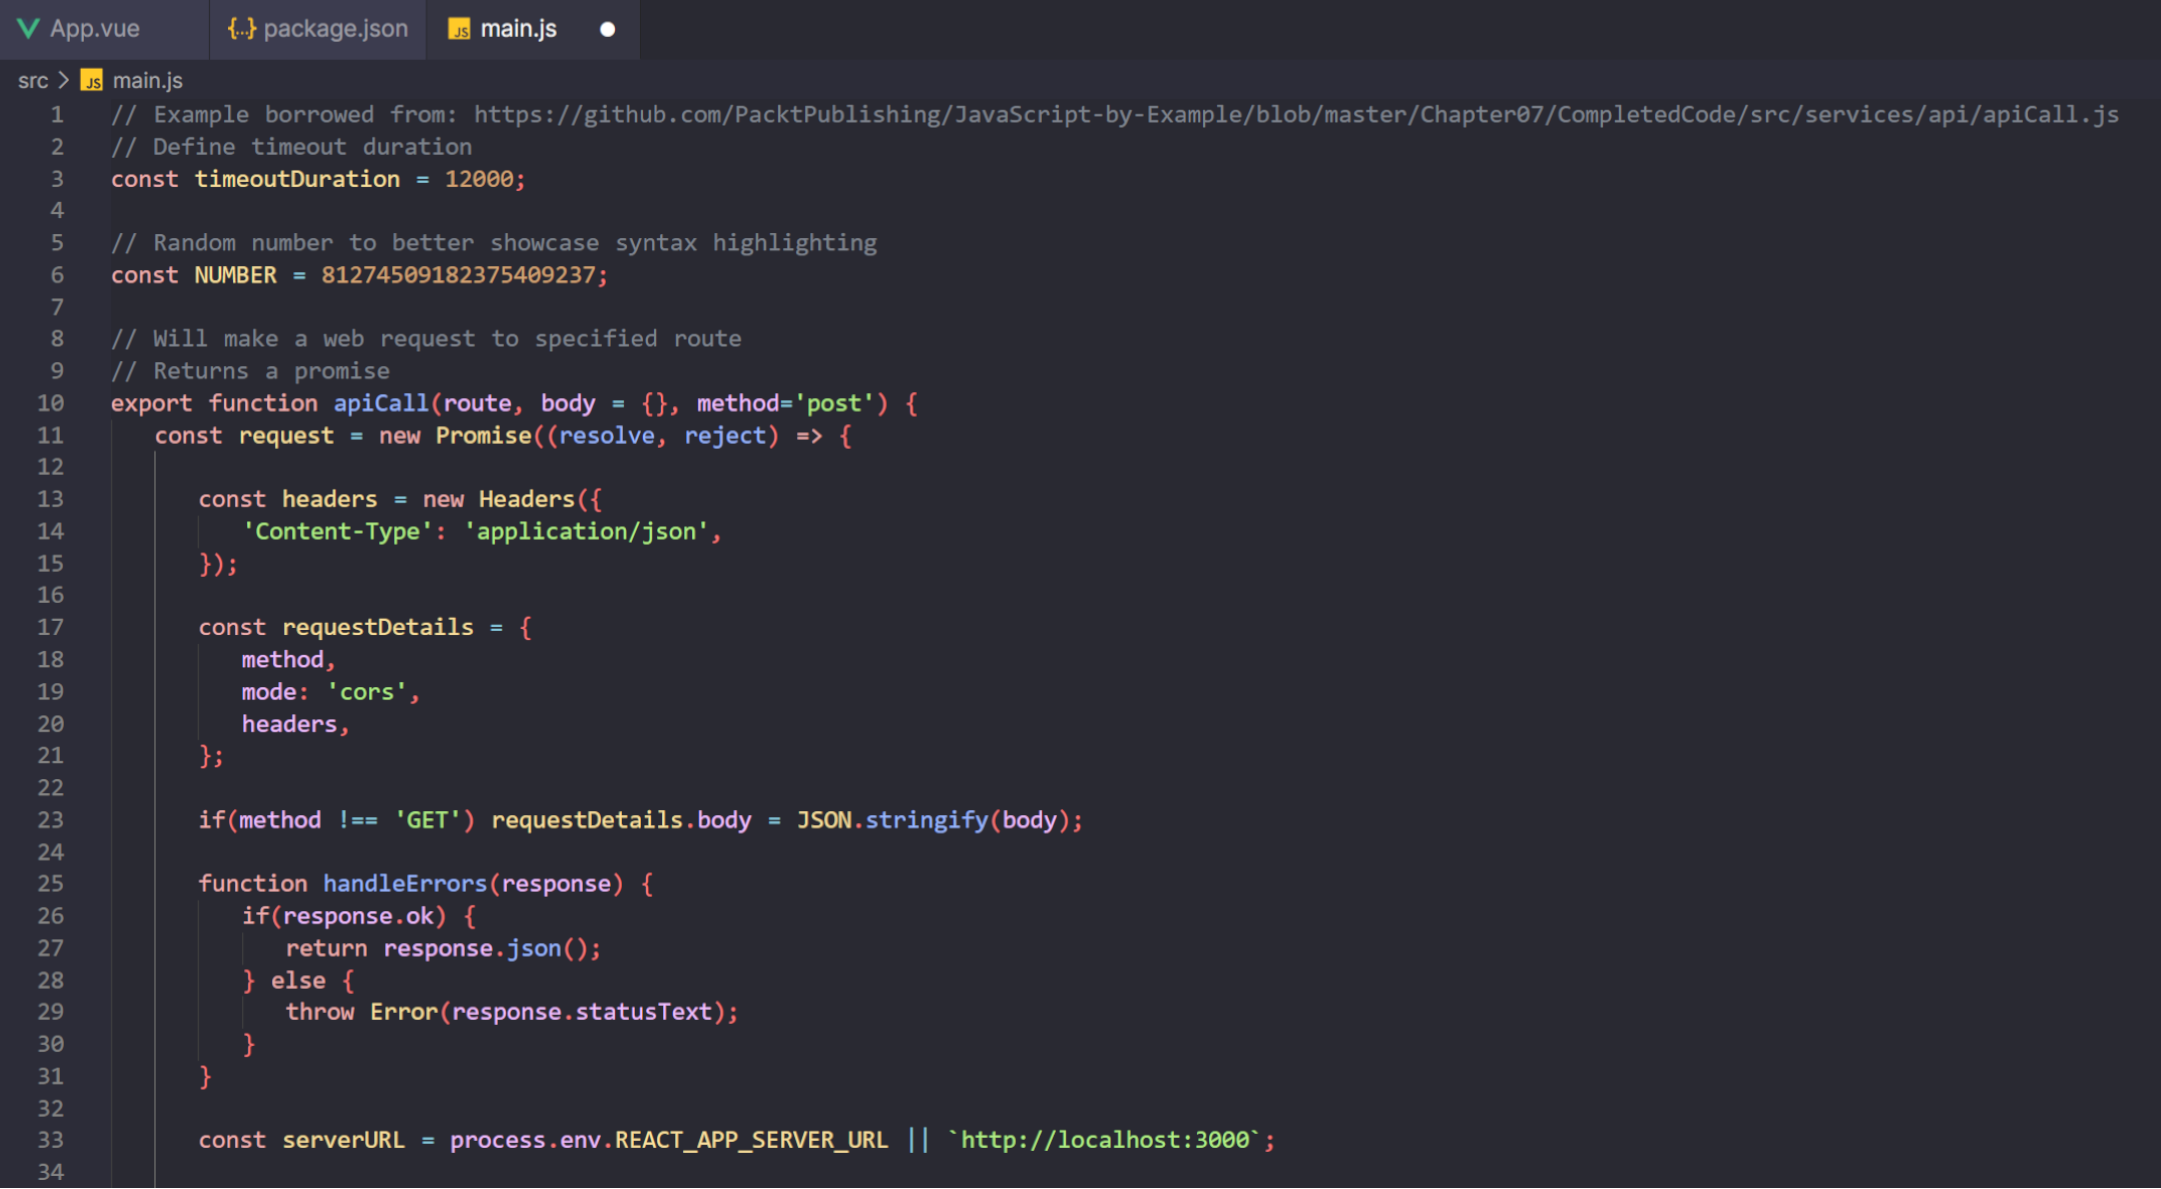 App.vue {...} package.json JS main.js
src > JS main.js
1 // Example borrowed from: https://github.com/PacktPublishing/JavaScript-by-Example/blob/master/Chapter07/CompletedCode/src/services/api/apiCall.js
2 // Define timeout duration
3 const timeoutDuration = 12000;
4
5 // Random number to better showcase syntax highlighting
6 const NUMBER = 81274509182375409237;
7
8 // Will make a web request to specified route
9 // Returns a promise
10 export function apiCall(route, body = {}, method='post') {
11 const request = new Promise((resolve, reject) => {
12
13 const headers = new Headers({
14 'Content-Type': 'application/json',
15 });
16
17 const requestDetails = {
18 method,
19 mode: 'cors',
20 headers,
21 };
22
23 if(method !== 'GET') requestDetails.body = JSON.stringify(body);
24
25 function handleErrors(response) {
26 if(response.ok) {
27 return response.json();
28 } else {
29 throw Error(response.statusText);
30 }
31 }
32
33 const serverURL = process.env.REACT_APP_SERVER_URL || `http://localhost:3000`;
34